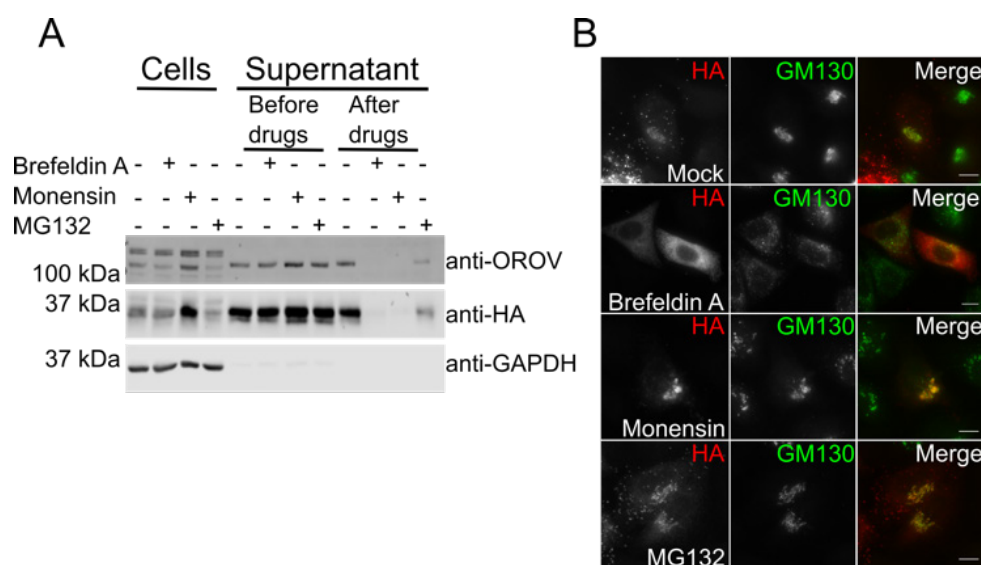 A
Cells Supernatant
Before drugs After drugs
Brefeldin A - + - - - + - - - + - -
Monensin - - + - - - + - - - + -
MG132 - - - + - - - + - - - +
100 kDa anti-OROV
37 kDa anti-HA
37 kDa anti-GAPDH
B
HA GM130 Merge
Mock
HA GM130 Merge
Brefeldin A
HA GM130 Merge
Monensin
HA GM130 Merge
MG132